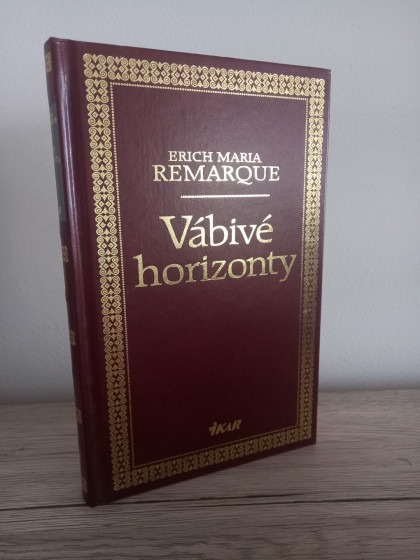 ERICH MARIA
REMARQUE
Vábivé
horizonty
IKAR